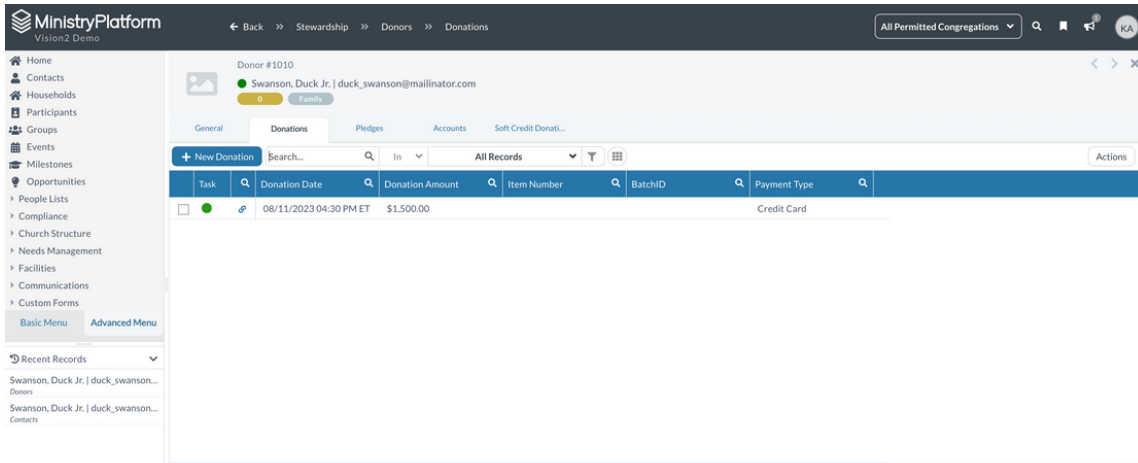 MinistryPlatform
Vision2 Demo
Back >> Stewardship >> Donors >> Donations
All Permitted Congregations
1
KA
Home
Contacts
Households
Participants
Groups
Events
Milestones
Opportunities
People Lists
Compliance
Church Structure
Needs Management
Facilities
Communications
Custom Forms
Basic Menu Advanced Menu
Recent Records
Swanson, Duck Jr. | duck_swanson...
Donors
Swanson, Duck Jr. | duck_swanson...
Contacts
Donor #1010
Swanson, Duck Jr. | duck_swanson@mailinator.com
0 Family
General Donations Pledges Accounts Soft Credit Donati...
+ New Donation Search... In All Records Actions
Task Donation Date Donation Amount Item Number BatchID Payment Type
08/11/2023 04:30 PM ET $1,500.00 Credit Card